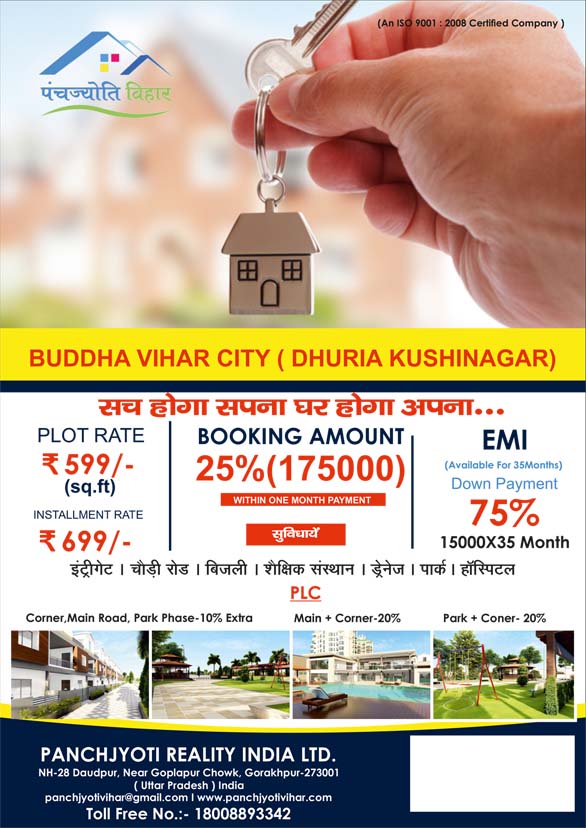 (An ISO 9001 : 2008 Certified Company )
पंचज्योति विहार
BUDDHA VIHAR CITY ( DHURIA KUSHINAGAR)
सच होगा सपना घर होगा अपना...
PLOT RATE
₹ 599/-
(sq.ft)
INSTALLMENT RATE
₹ 699/-
BOOKING AMOUNT
25%(175000)
WITHIN ONE MONTH PAYMENT
सुविधायें
EMI
(Available For 35Months)
Down Payment
75%
15000X35 Month
इंट्रीगेट । चौड़ी रोड । बिजली । शैक्षिक संस्थान । ड्रेनेज । पार्क । हॉस्पिटल
PLC
Corner,Main Road, Park Phase-10% Extra
Main + Corner-20%
Park + Coner- 20%
PANCHJYOTI REALITY INDIA LTD.
NH-28 Daudpur, Near Goplapur Chowk, Gorakhpur-273001
( Uttar Pradesh ) India
panchjyotivihar@gmail.com I www.panchjyotivihar.com
Toll Free No.:- 18008893342